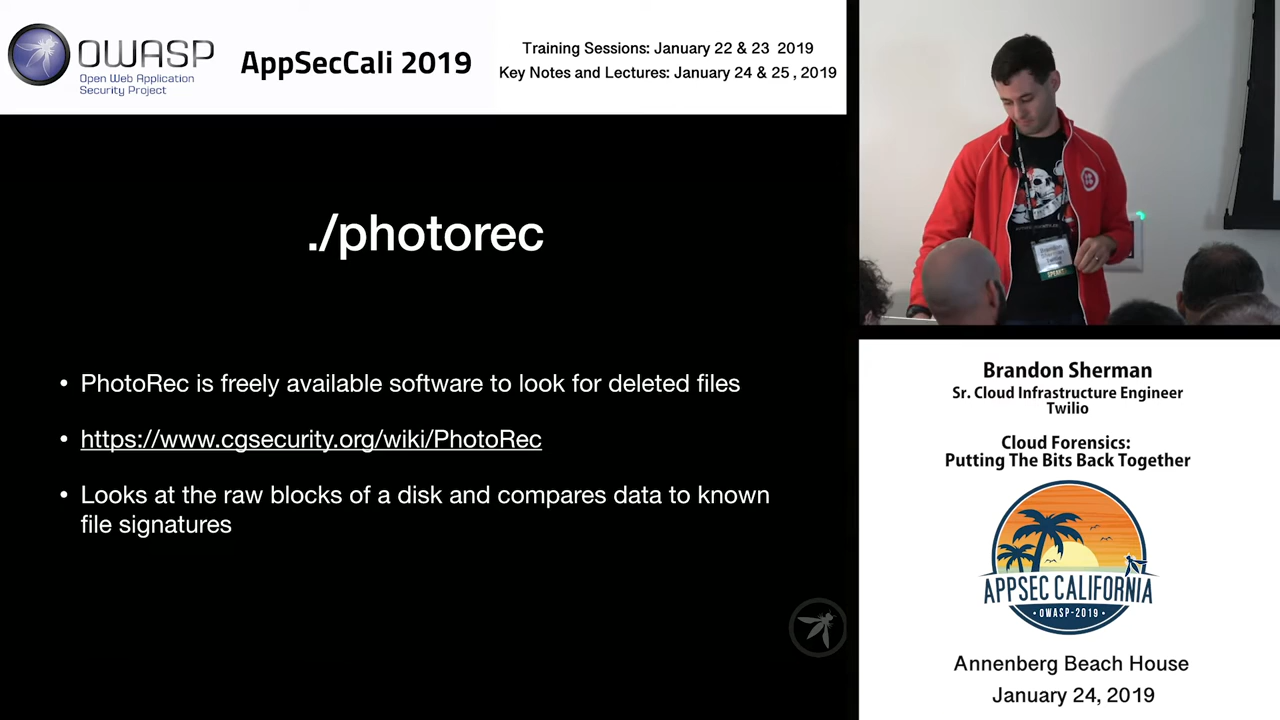 OWASP
Open Web Application
Security Project
AppSecCali 2019
Training Sessions: January 22 & 23 2019
Key Notes and Lectures: January 24 & 25 , 2019
./photorec
• PhotoRec is freely available software to look for deleted files
• https://www.cgsecurity.org/wiki/PhotoRec
• Looks at the raw blocks of a disk and compares data to known
file signatures
Brandon
Sherman
Twilio
Brandon Sherman
Sr. Cloud Infrastructure Engineer
Twilio
Cloud Forensics:
Putting The Bits Back Together
APPSEC CALIFORNIA
• OWASP-2019 •
Annenberg Beach House
January 24, 2019